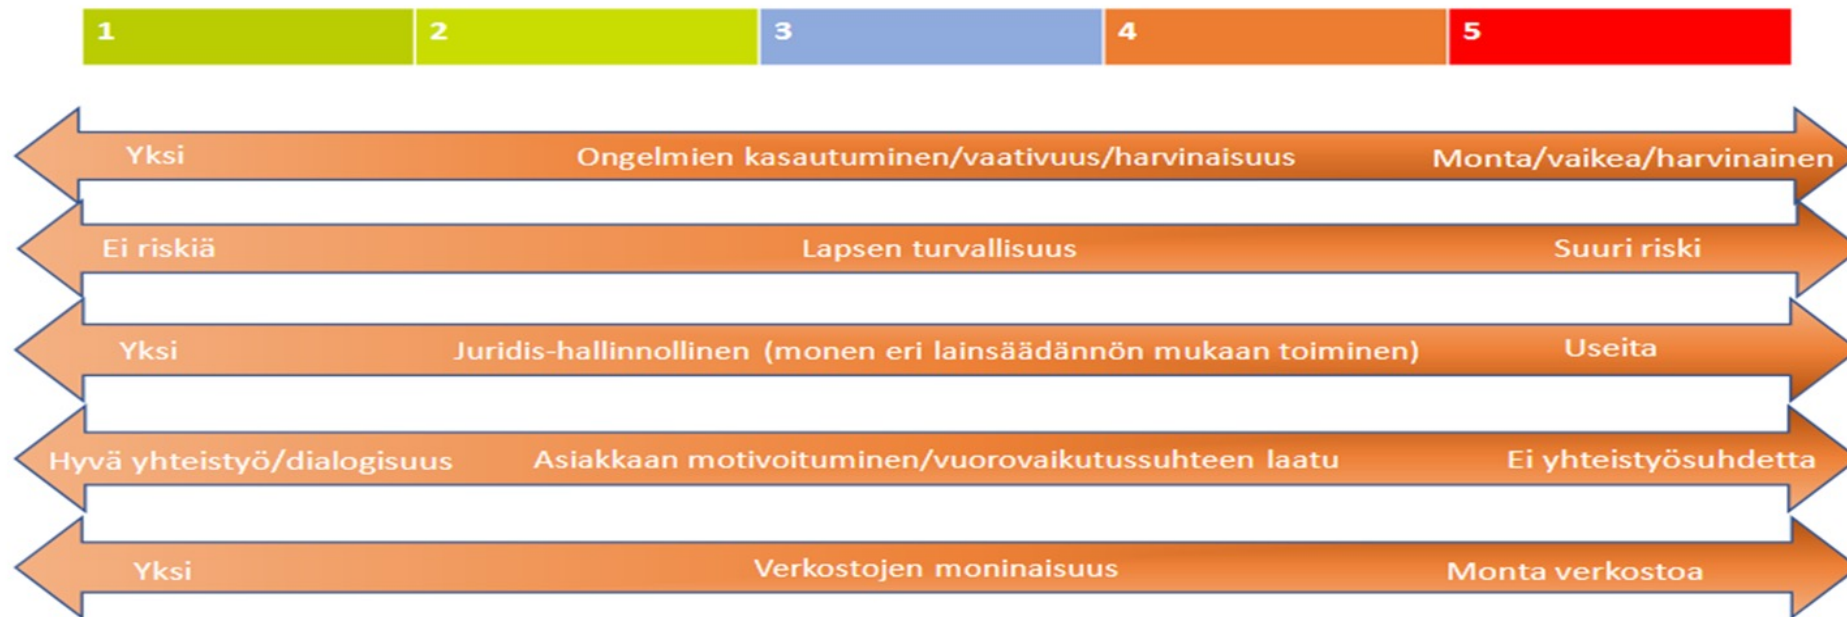 1 2 3 4 5
Yksi Ongelmien kasautuminen/vaativuus/harvinaisuus Monta/vaikea/harvinainen
Ei riskiä Lapsen turvallisuus Suuri riski
Yksi Juridis-hallinnollinen (monen eri lainsäädännön mukaan toiminen) Useita
Hyvä yhteistyö/dialogisuus Asiakkaan motivoituminen/vuorovaikutussuhteen laatu Ei yhteistyösuhdetta
Yksi Verkostojen moninaisuus Monta verkostoa